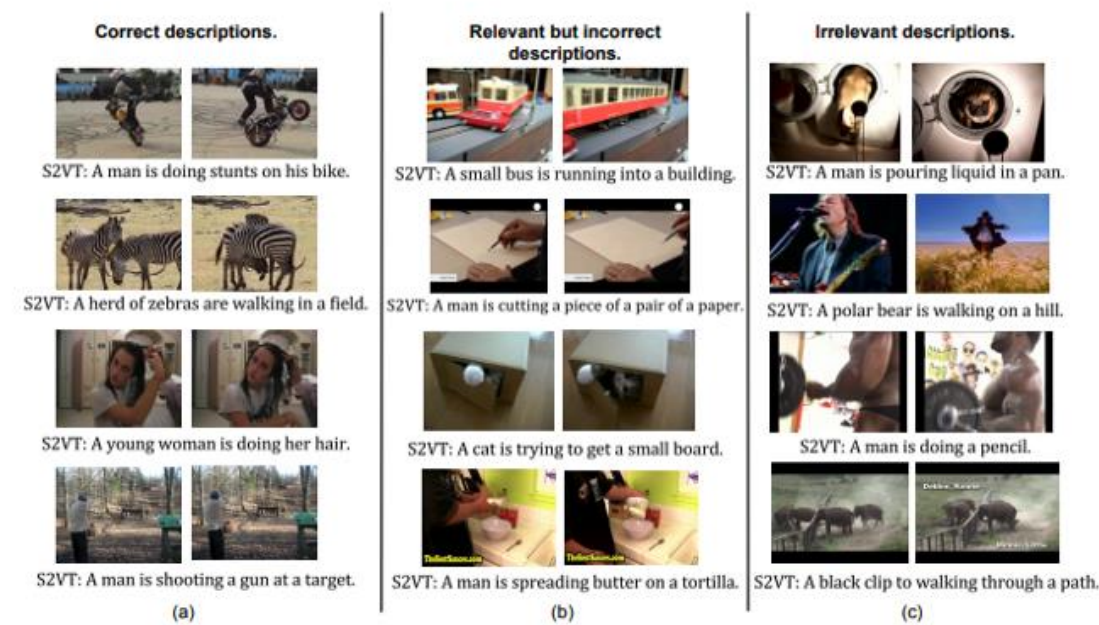 Correct descriptions.
S2VT: A man is doing stunts on his bike.
S2VT: A herd of zebras are walking in a field.
S2VT: A young woman is doing her hair.
S2VT: A man is shooting a gun at a target.
(a)
Relevant but incorrect
descriptions.
S2VT: A small bus is running into a building.
S2VT: A man is cutting a piece of a pair of a paper.
S2VT: A cat is trying to get a small board.
S2VT: A man is spreading butter on a tortilla.
(b)
Irrelevant descriptions.
S2VT: A man is pouring liquid in a pan.
S2VT: A polar bear is walking on a hill.
S2VT: A man is doing a pencil.
S2VT: A black clip to walking through a path.
(c)